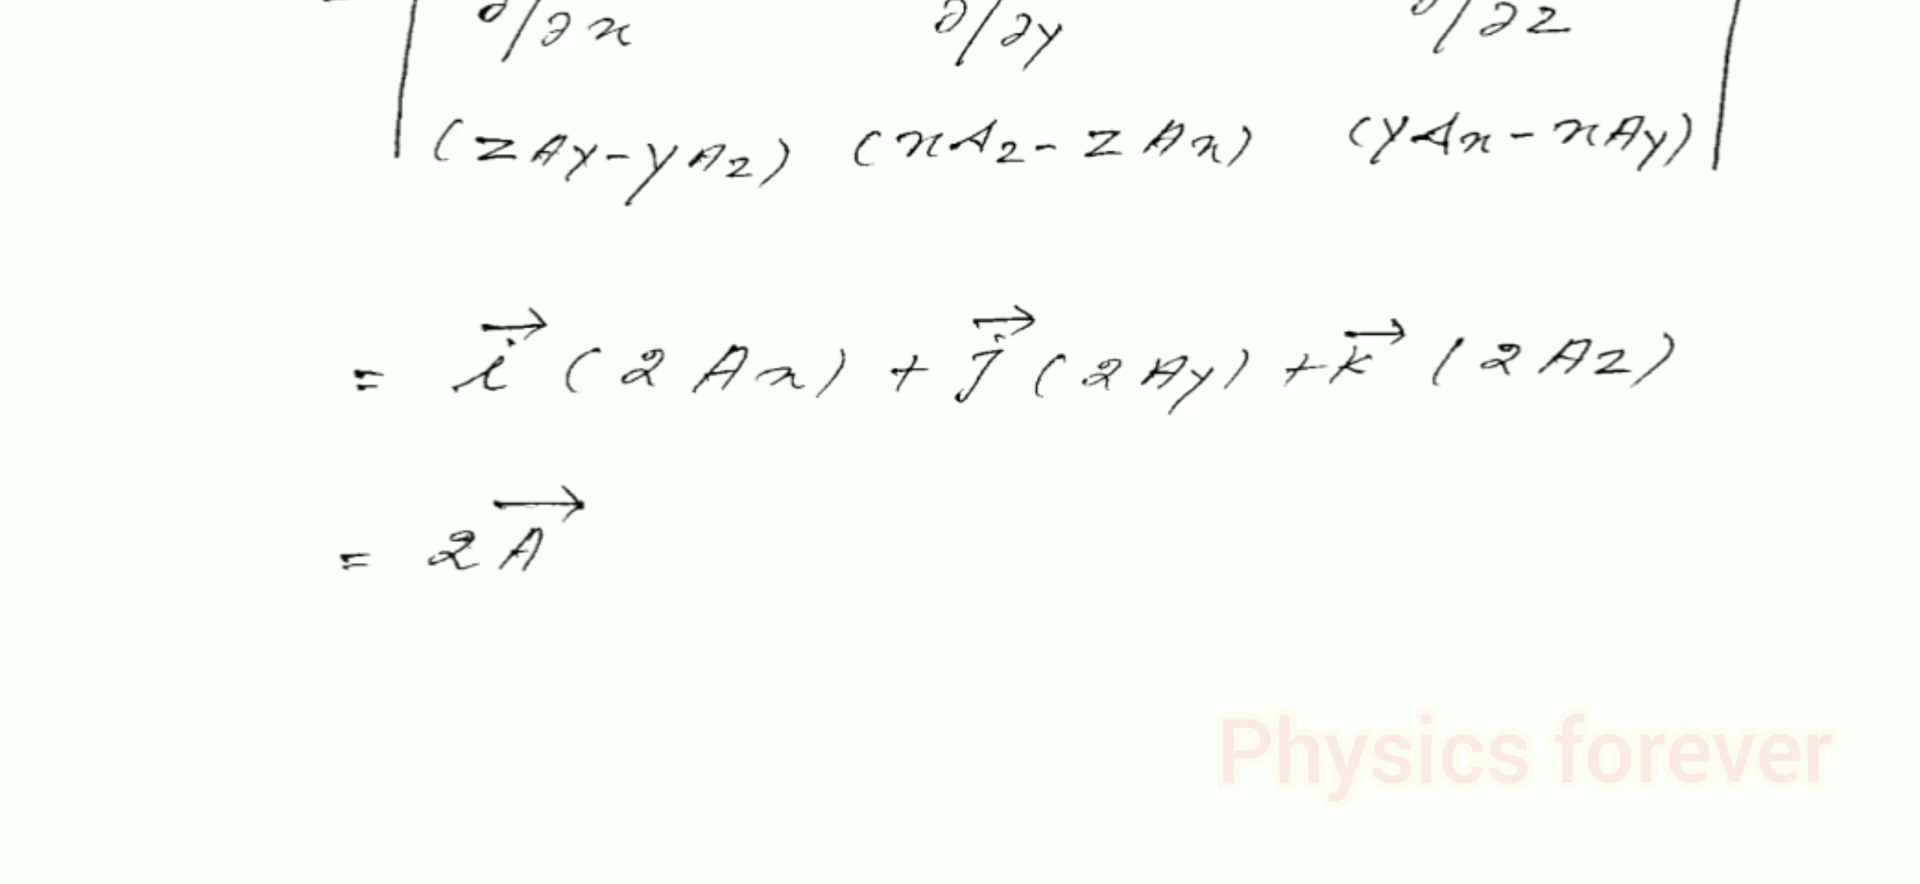 = | ∂/∂x ∂/∂y ∂/∂z |
(zAy-yAz) (xAz-zAx) (yAx-xAy)
= i⃗ (2Ax) + j⃗ (2Ay) + k⃗ (2Az)
= 2A⃗
Physics forever